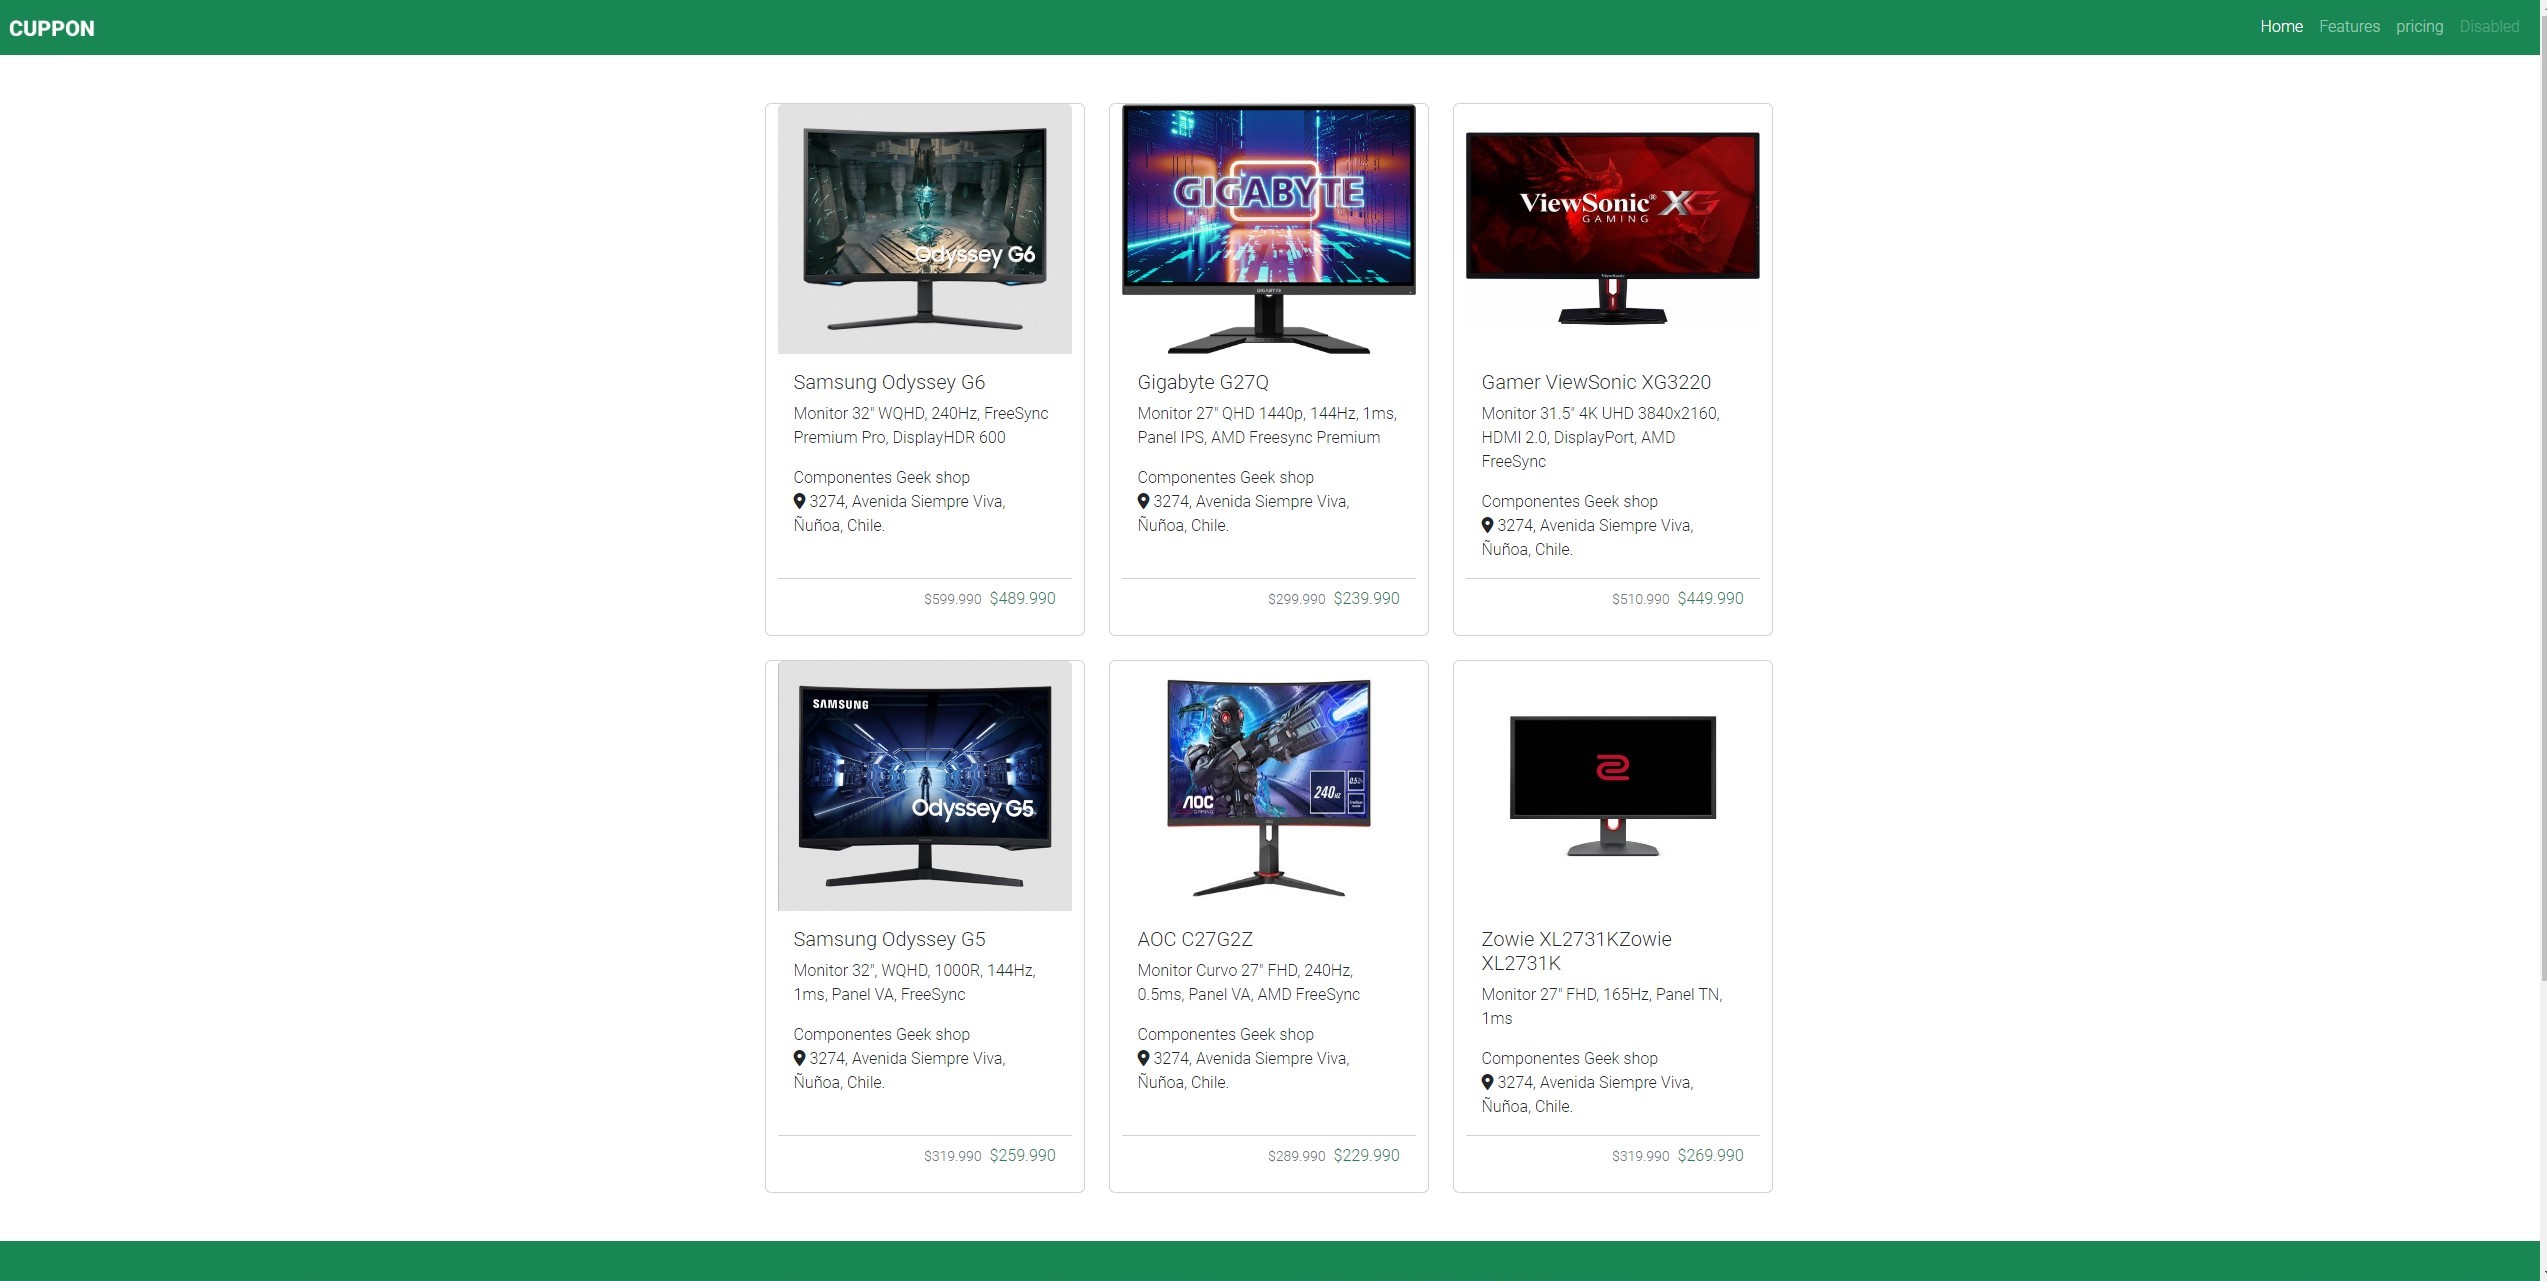 CUPPON
Home Features pricing Disabled
Odyssey G6
GIGABYTE
GIGABYTE
ViewSonic® XG
GAMING
ViewSonic
Samsung Odyssey G6
Monitor 32" WQHD, 240Hz, FreeSync
Premium Pro, DisplayHDR 600
Componentes Geek shop
3274, Avenida Siempre Viva,
Ñuñoa, Chile.
$599.990 $489.990
Gigabyte G27Q
Monitor 27" QHD 1440p, 144Hz, 1ms,
Panel IPS, AMD Freesync Premium
Componentes Geek shop
3274, Avenida Siempre Viva,
Ñuñoa, Chile.
$299.990 $239.990
Gamer ViewSonic XG3220
Monitor 31.5" 4K UHD 3840x2160,
HDMI 2.0, DisplayPort, AMD
FreeSync
Componentes Geek shop
3274, Avenida Siempre Viva,
Ñuñoa, Chile.
$510.990 $449.990
SAMSUNG
Odyssey G5
AOC
240Hz
Samsung Odyssey G5
Monitor 32", WQHD, 1000R, 144Hz,
1ms, Panel VA, FreeSync
Componentes Geek shop
3274, Avenida Siempre Viva,
Ñuñoa, Chile.
$319.990 $259.990
AOC C27G2Z
Monitor Curvo 27" FHD, 240Hz,
0.5ms, Panel VA, AMD FreeSync
Componentes Geek shop
3274, Avenida Siempre Viva,
Ñuñoa, Chile.
$289.990 $229.990
Zowie XL2731KZowie
XL2731K
Monitor 27" FHD, 165Hz, Panel TN,
1ms
Componentes Geek shop
3274, Avenida Siempre Viva,
Ñuñoa, Chile.
$319.990 $269.990